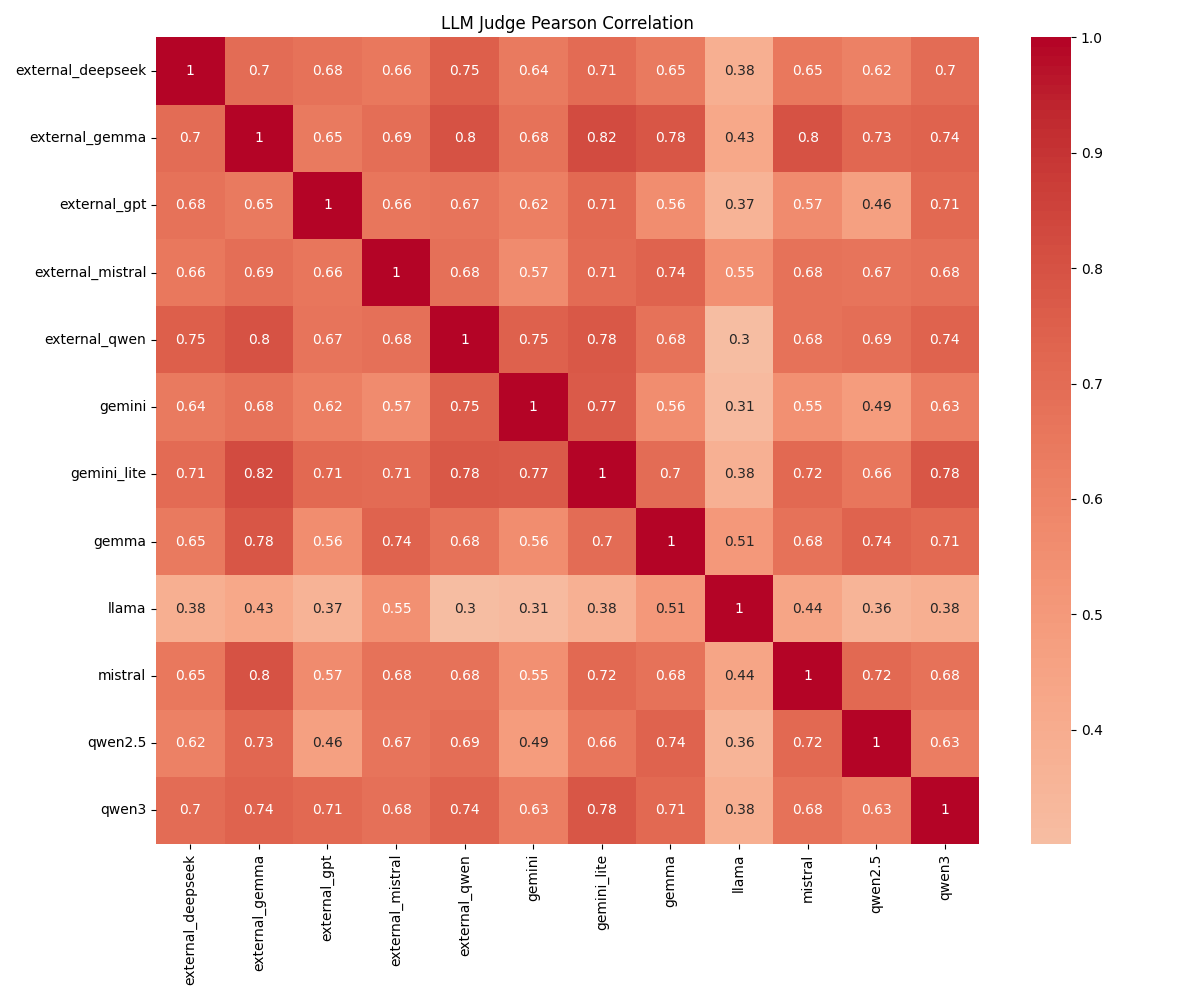 LLM Judge Pearson Correlation
external_deepseek 1 0.7 0.68 0.66 0.75 0.64 0.71 0.65 0.38 0.65 0.62 0.7
external_gemma 0.7 1 0.65 0.69 0.8 0.68 0.82 0.78 0.43 0.8 0.73 0.74
external_gpt 0.68 0.65 1 0.66 0.67 0.62 0.71 0.56 0.37 0.57 0.46 0.71
external_mistral 0.66 0.69 0.66 1 0.68 0.57 0.71 0.74 0.55 0.68 0.67 0.68
external_qwen 0.75 0.8 0.67 0.68 1 0.75 0.78 0.68 0.3 0.68 0.69 0.74
gemini 0.64 0.68 0.62 0.57 0.75 1 0.77 0.56 0.31 0.55 0.49 0.63
gemini_lite 0.71 0.82 0.71 0.71 0.78 0.77 1 0.7 0.38 0.72 0.66 0.78
gemma 0.65 0.78 0.56 0.74 0.68 0.56 0.7 1 0.51 0.68 0.74 0.71
llama 0.38 0.43 0.37 0.55 0.3 0.31 0.38 0.51 1 0.44 0.36 0.38
mistral 0.65 0.8 0.57 0.68 0.68 0.55 0.72 0.68 0.44 1 0.72 0.68
qwen2.5 0.62 0.73 0.46 0.67 0.69 0.49 0.66 0.74 0.36 0.72 1 0.63
qwen3 0.7 0.74 0.71 0.68 0.74 0.63 0.78 0.71 0.38 0.68 0.63 1
external_deepseek
external_gemma
external_gpt
external_mistral
external_qwen
gemini
gemini_lite
gemma
llama
mistral
qwen2.5
qwen3
1.0
0.9
0.8
0.7
0.6
0.5
0.4